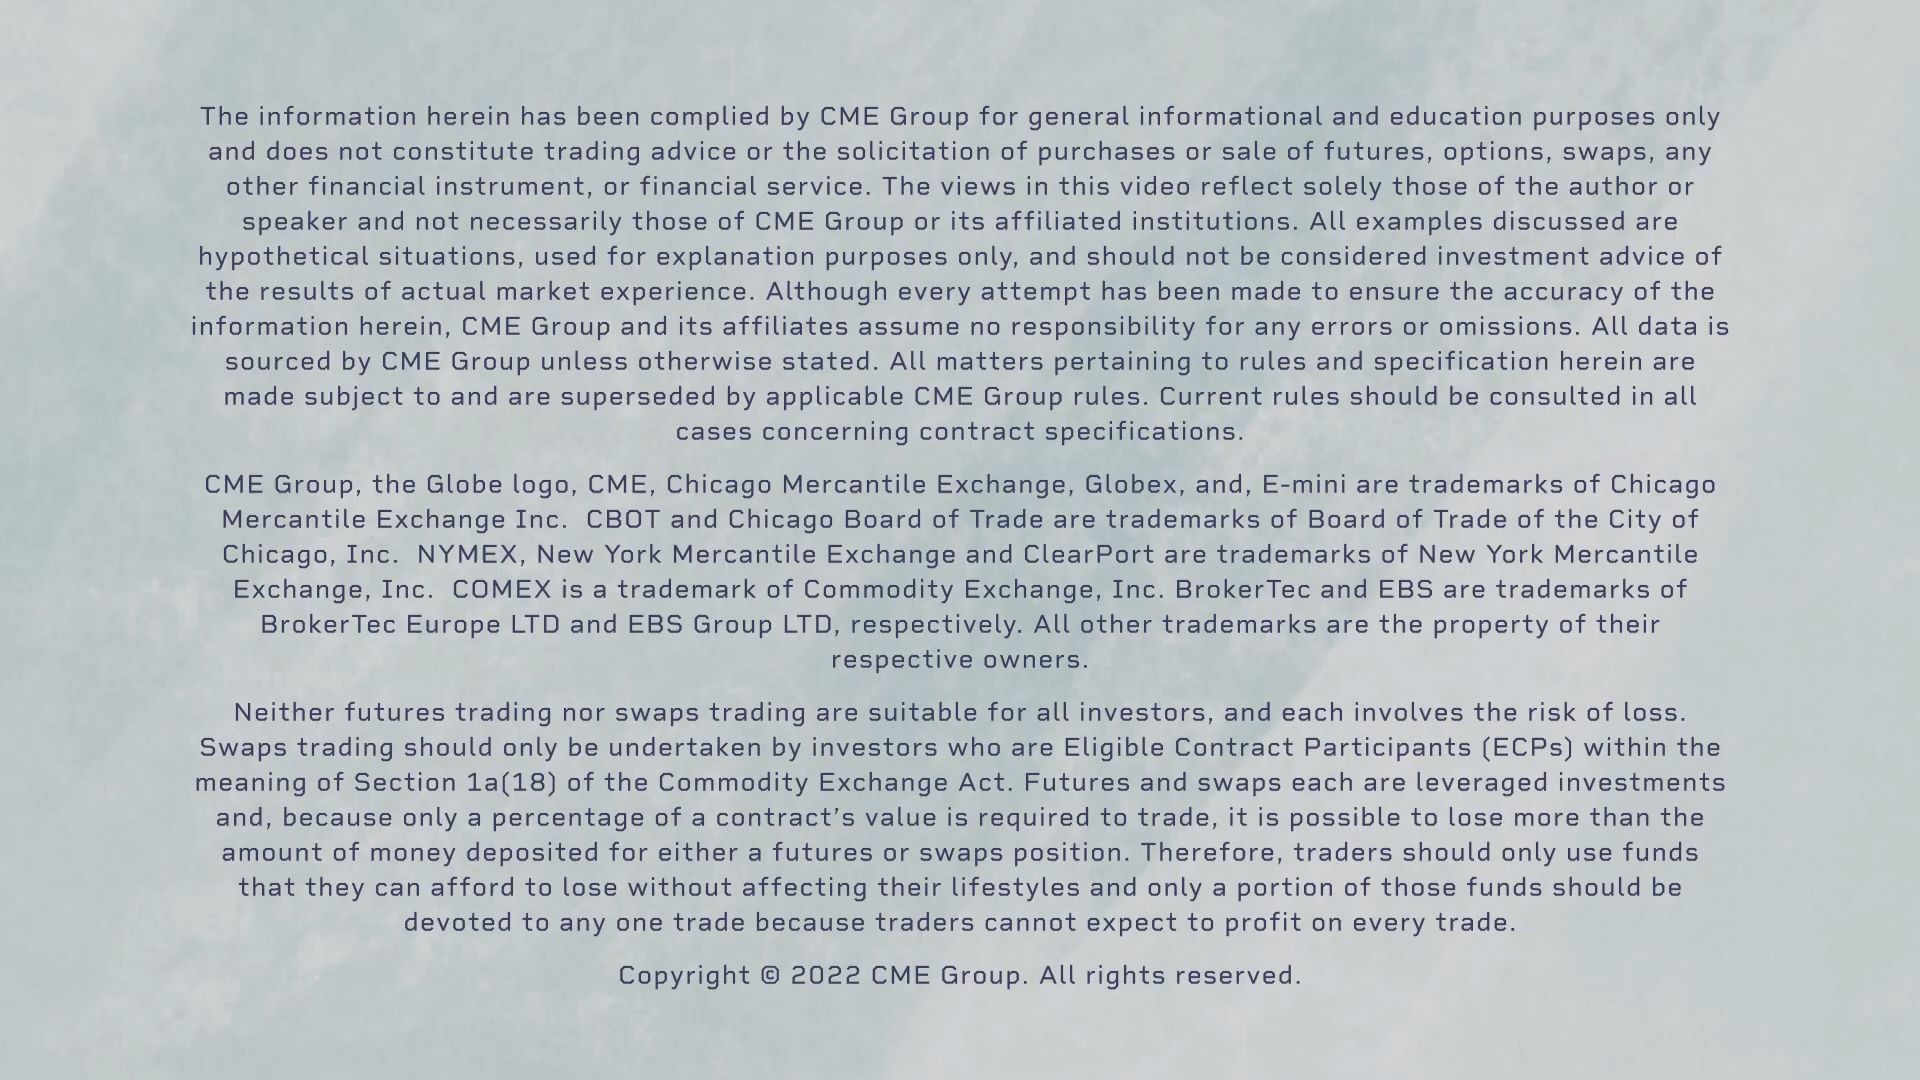 The information herein has been complied by CME Group for general informational and education purposes only
and does not constitute trading advice or the solicitation of purchases or sale of futures, options, swaps, any
other financial instrument, or financial service. The views in this video reflect solely those of the author or
speaker and not necessarily those of CME Group or its affiliated institutions. All examples discussed are
hypothetical situations, used for explanation purposes only, and should not be considered investment advice of
the results of actual market experience. Although every attempt has been made to ensure the accuracy of the
information herein, CME Group and its affiliates assume no responsibility for any errors or omissions. All data is
sourced by CME Group unless otherwise stated. All matters pertaining to rules and specification herein are
made subject to and are superseded by applicable CME Group rules. Current rules should be consulted in all
cases concerning contract specifications.
CME Group, the Globe logo, CME, Chicago Mercantile Exchange, Globex, and, E-mini are trademarks of Chicago
Mercantile Exchange Inc.  CBOT and Chicago Board of Trade are trademarks of Board of Trade of the City of
Chicago, Inc.  NYMEX, New York Mercantile Exchange and ClearPort are trademarks of New York Mercantile
Exchange, Inc.  COMEX is a trademark of Commodity Exchange, Inc. BrokerTec and EBS are trademarks of
BrokerTec Europe LTD and EBS Group LTD, respectively. All other trademarks are the property of their
respective owners.
Neither futures trading nor swaps trading are suitable for all investors, and each involves the risk of loss.
Swaps trading should only be undertaken by investors who are Eligible Contract Participants (ECPs) within the
meaning of Section 1a(18) of the Commodity Exchange Act. Futures and swaps each are leveraged investments
and, because only a percentage of a contract’s value is required to trade, it is possible to lose more than the
amount of money deposited for either a futures or swaps position. Therefore, traders should only use funds
that they can afford to lose without affecting their lifestyles and only a portion of those funds should be
devoted to any one trade because traders cannot expect to profit on every trade.
Copyright © 2022 CME Group. All rights reserved.